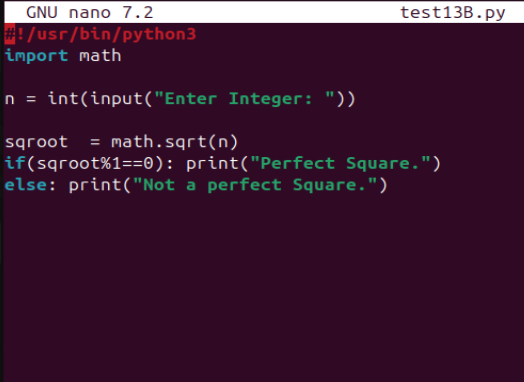 GNU nano 7.2 test13B.py
#!/usr/bin/python3
import math
n = int(input("Enter Integer: "))
sqroot  = math.sqrt(n)
if(sqroot%1==0): print("Perfect Square.")
else: print("Not a perfect Square.")